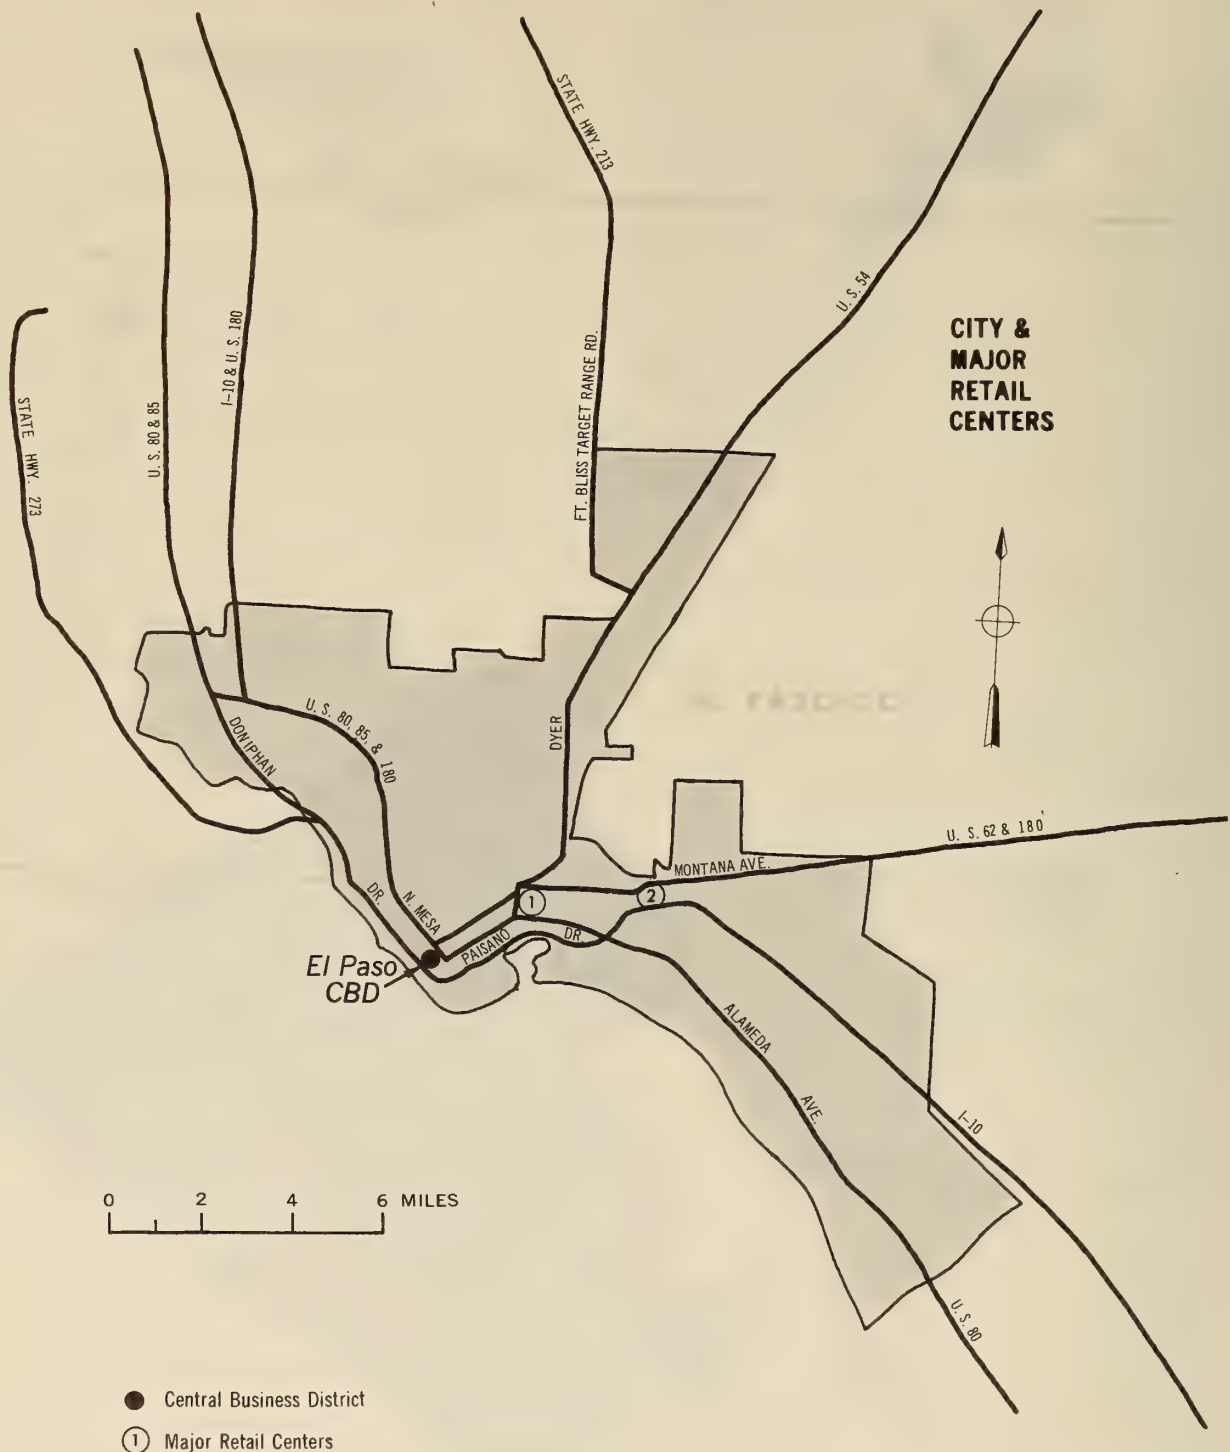 STATE HWY. 213
U. S. 54
CITY &
MAJOR
RETAIL
CENTERS
I-10 & U. S. 180
FT. BLISS TARGET RANGE RD.
U. S. 80 & 85
STATE HWY. 273
U. S. 80, 85, & 180
DONIPHAN
DR.
DYER
U. S. 62 & 180
MONTANA AVE.
1
2
N. MESA
PAISANO
DR.
El Paso
CBD
ALAMEDA
AVE.
I-10
0 2 4 6 MILES
U. S. 80
Central Business District
1 Major Retail Centers